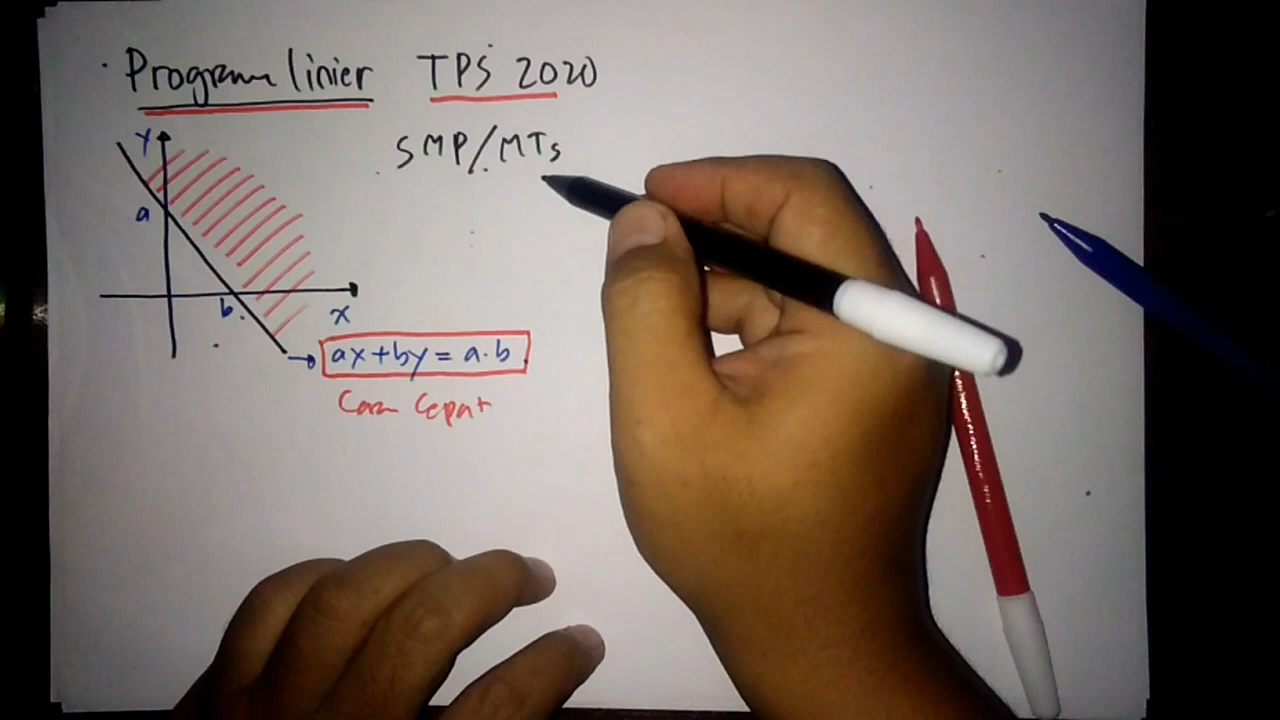 Program linier TPS 2020
SMP/MTs
y
a
b.
x
ax+by = a.b
Cara Cepat